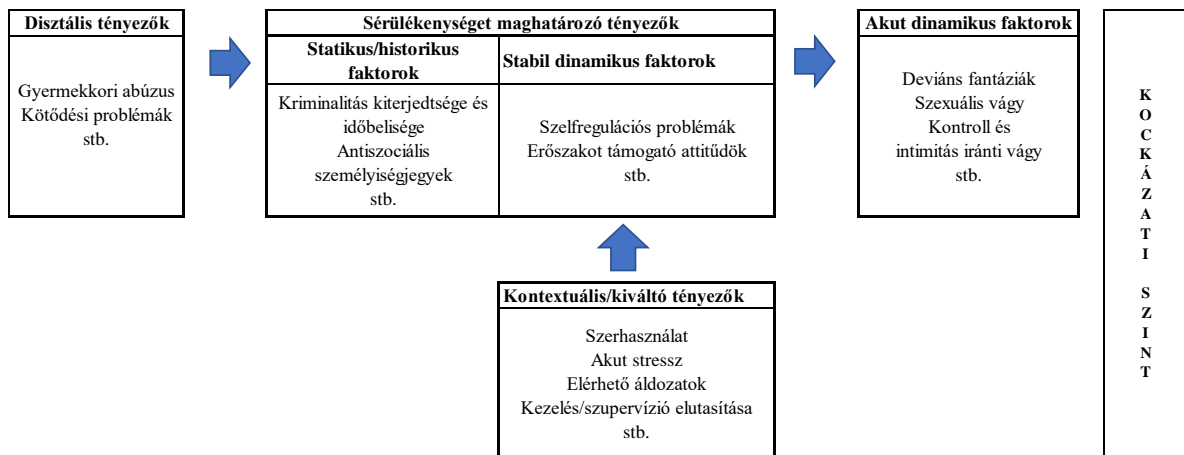 Disztális tényezők
Gyermekkori abúzus
Kötődési problémák
stb.
Sérülékenységet maghatározó tényezők
Statikus/historikus
faktorok
Kriminalitás kiterjedtsége és
időbelisége
Antiszociális
személyiségjegyek
stb.
Stabil dinamikus faktorok
Szelfregulációs problémák
Erőszakot támogató attitűdök
stb.
Kontextuális/kiváltó tényezők
Szerhasználat
Akut stressz
Elérhető áldozatok
Kezelés/szupervízió elutasítása
stb.
Akut dinamikus faktorok
Deviáns fantáziák
Szexuális vágy
Kontroll és
intimitás iránti vágy
stb.
KOCKÁZATI SZINT